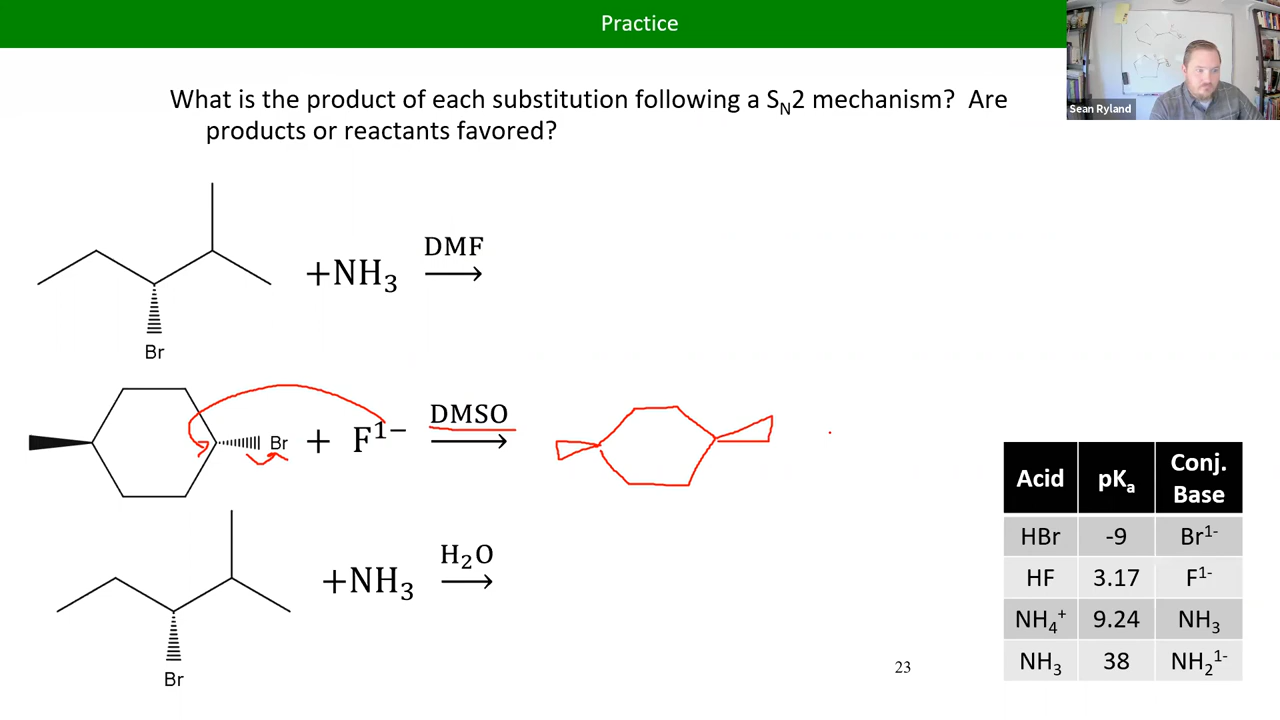 Practice
Sean Ryland
What is the product of each substitution following a SN2 mechanism? Are
products or reactants favored?
Br
+NH3
DMF
Br
+ F1−
DMSO
Br
+NH3
H2O
Acid pKa Conj. Base
HBr -9 Br1-
HF 3.17 F1-
NH4+ 9.24 NH3
NH3 38 NH21-
23